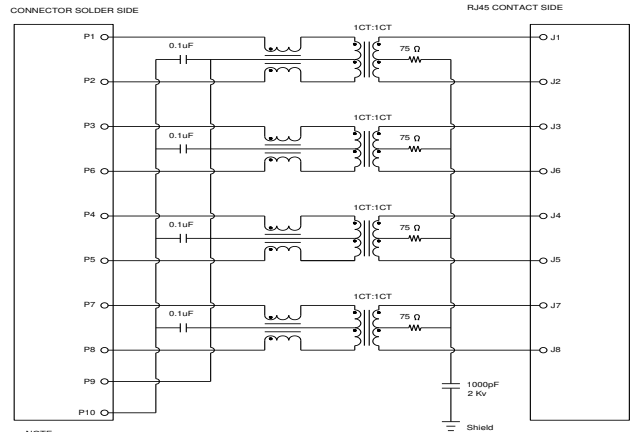 CONNECTOR SOLDER SIDE
RJ45 CONTACT SIDE
1CT:1CT
P1
0.1uF
75 Ω
J1
P2
J2
1CT:1CT
P3
0.1uF
75 Ω
J3
P6
J6
1CT:1CT
P4
0.1uF
75 Ω
J4
P5
J5
1CT:1CT
P7
0.1uF
75 Ω
J7
P8
J8
P9
1000pF
2 Kv
P10
Shield